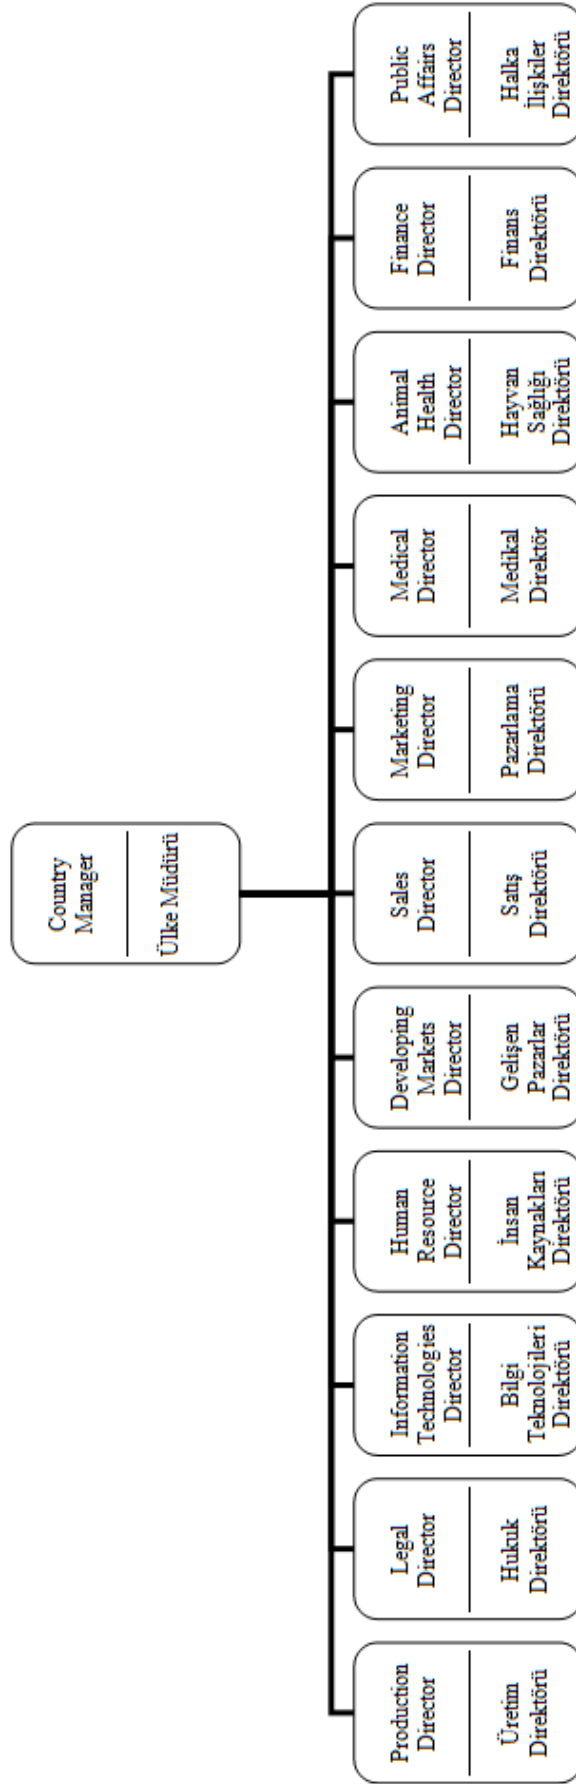 Country
Manager
Ülke Müdürü
Production
Director
Üretim
Direktörü
Legal
Director
Hukuk
Direktörü
Information
Technologies
Director
Bilgi
Teknolojileri
Direktörü
Human
Resource
Director
İnsan
Kaynakları
Direktörü
Developing
Markets
Director
Gelişen
Pazarlar
Direktörü
Sales
Director
Satış
Direktörü
Marketing
Director
Pazarlama
Direktörü
Medical
Director
Medikal
Direktör
Animal
Health
Director
Hayvan
Sağlığı
Direktörü
Finance
Director
Finans
Direktörü
Public
Affairs
Director
Halka
İlişkiler
Direktörü